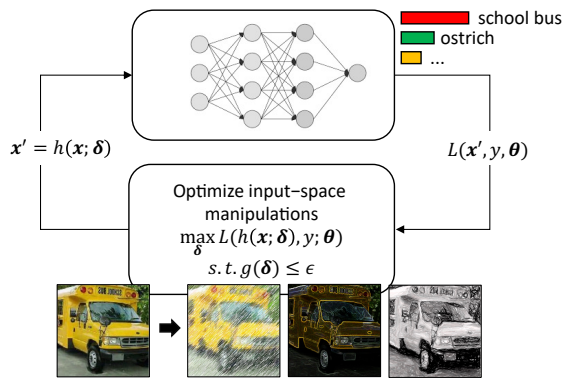 school bus
ostrich
...
𝒙′ = ℎ(𝒙; 𝜹)
𝐿(𝒙′, 𝑦, 𝜽)
Optimize input−space
manipulations
max 𝐿(ℎ(𝒙; 𝜹), 𝑦; 𝜽)
𝜹
𝑠. 𝑡. 𝑔(𝜹) ≤ 𝜖